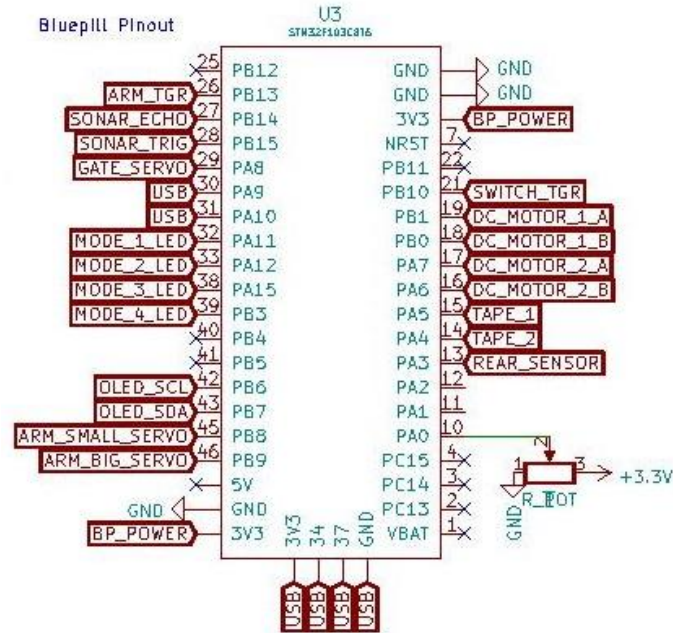 Bluepill Pinout
U3
STM32F103C8T6
25 PB12 GND GND
ARM_TGR 26 PB13 GND GND
SONAR_ECHO 27 PB14 3V3 BP_POWER
SONAR_TRIG 28 PB15 NRST 7
GATE_SERVO 29 PA8 PB11 22
USB 30 PA9 PB10 21 SWITCH_TGR
USB 31 PA10 PB1 19 DC_MOTOR_1_A
MODE_1_LED 32 PA11 PB0 18 DC_MOTOR_1_B
MODE_2_LED 33 PA12 PA7 17 DC_MOTOR_2_A
MODE_3_LED 38 PA15 PA6 16 DC_MOTOR_2_B
MODE_4_LED 39 PB3 PA5 15 TAPE_1
40 PB4 PA4 14 TAPE_2
41 PB5 PA3 13 REAR_SENSOR
OLED_SCL 42 PB6 PA2 12
OLED_SDA 43 PB7 PA1 11
ARM_SMALL_SERVO 45 PB8 PA0 10 2
ARM_BIG_SERVO 46 PB9 PC15 4 1 3 +3.3V
5V PC14 3
GND GND PC13 2 GND
BP_POWER 3V3 VBAT 1
3V3 34 37 GND
USB USB USB USB